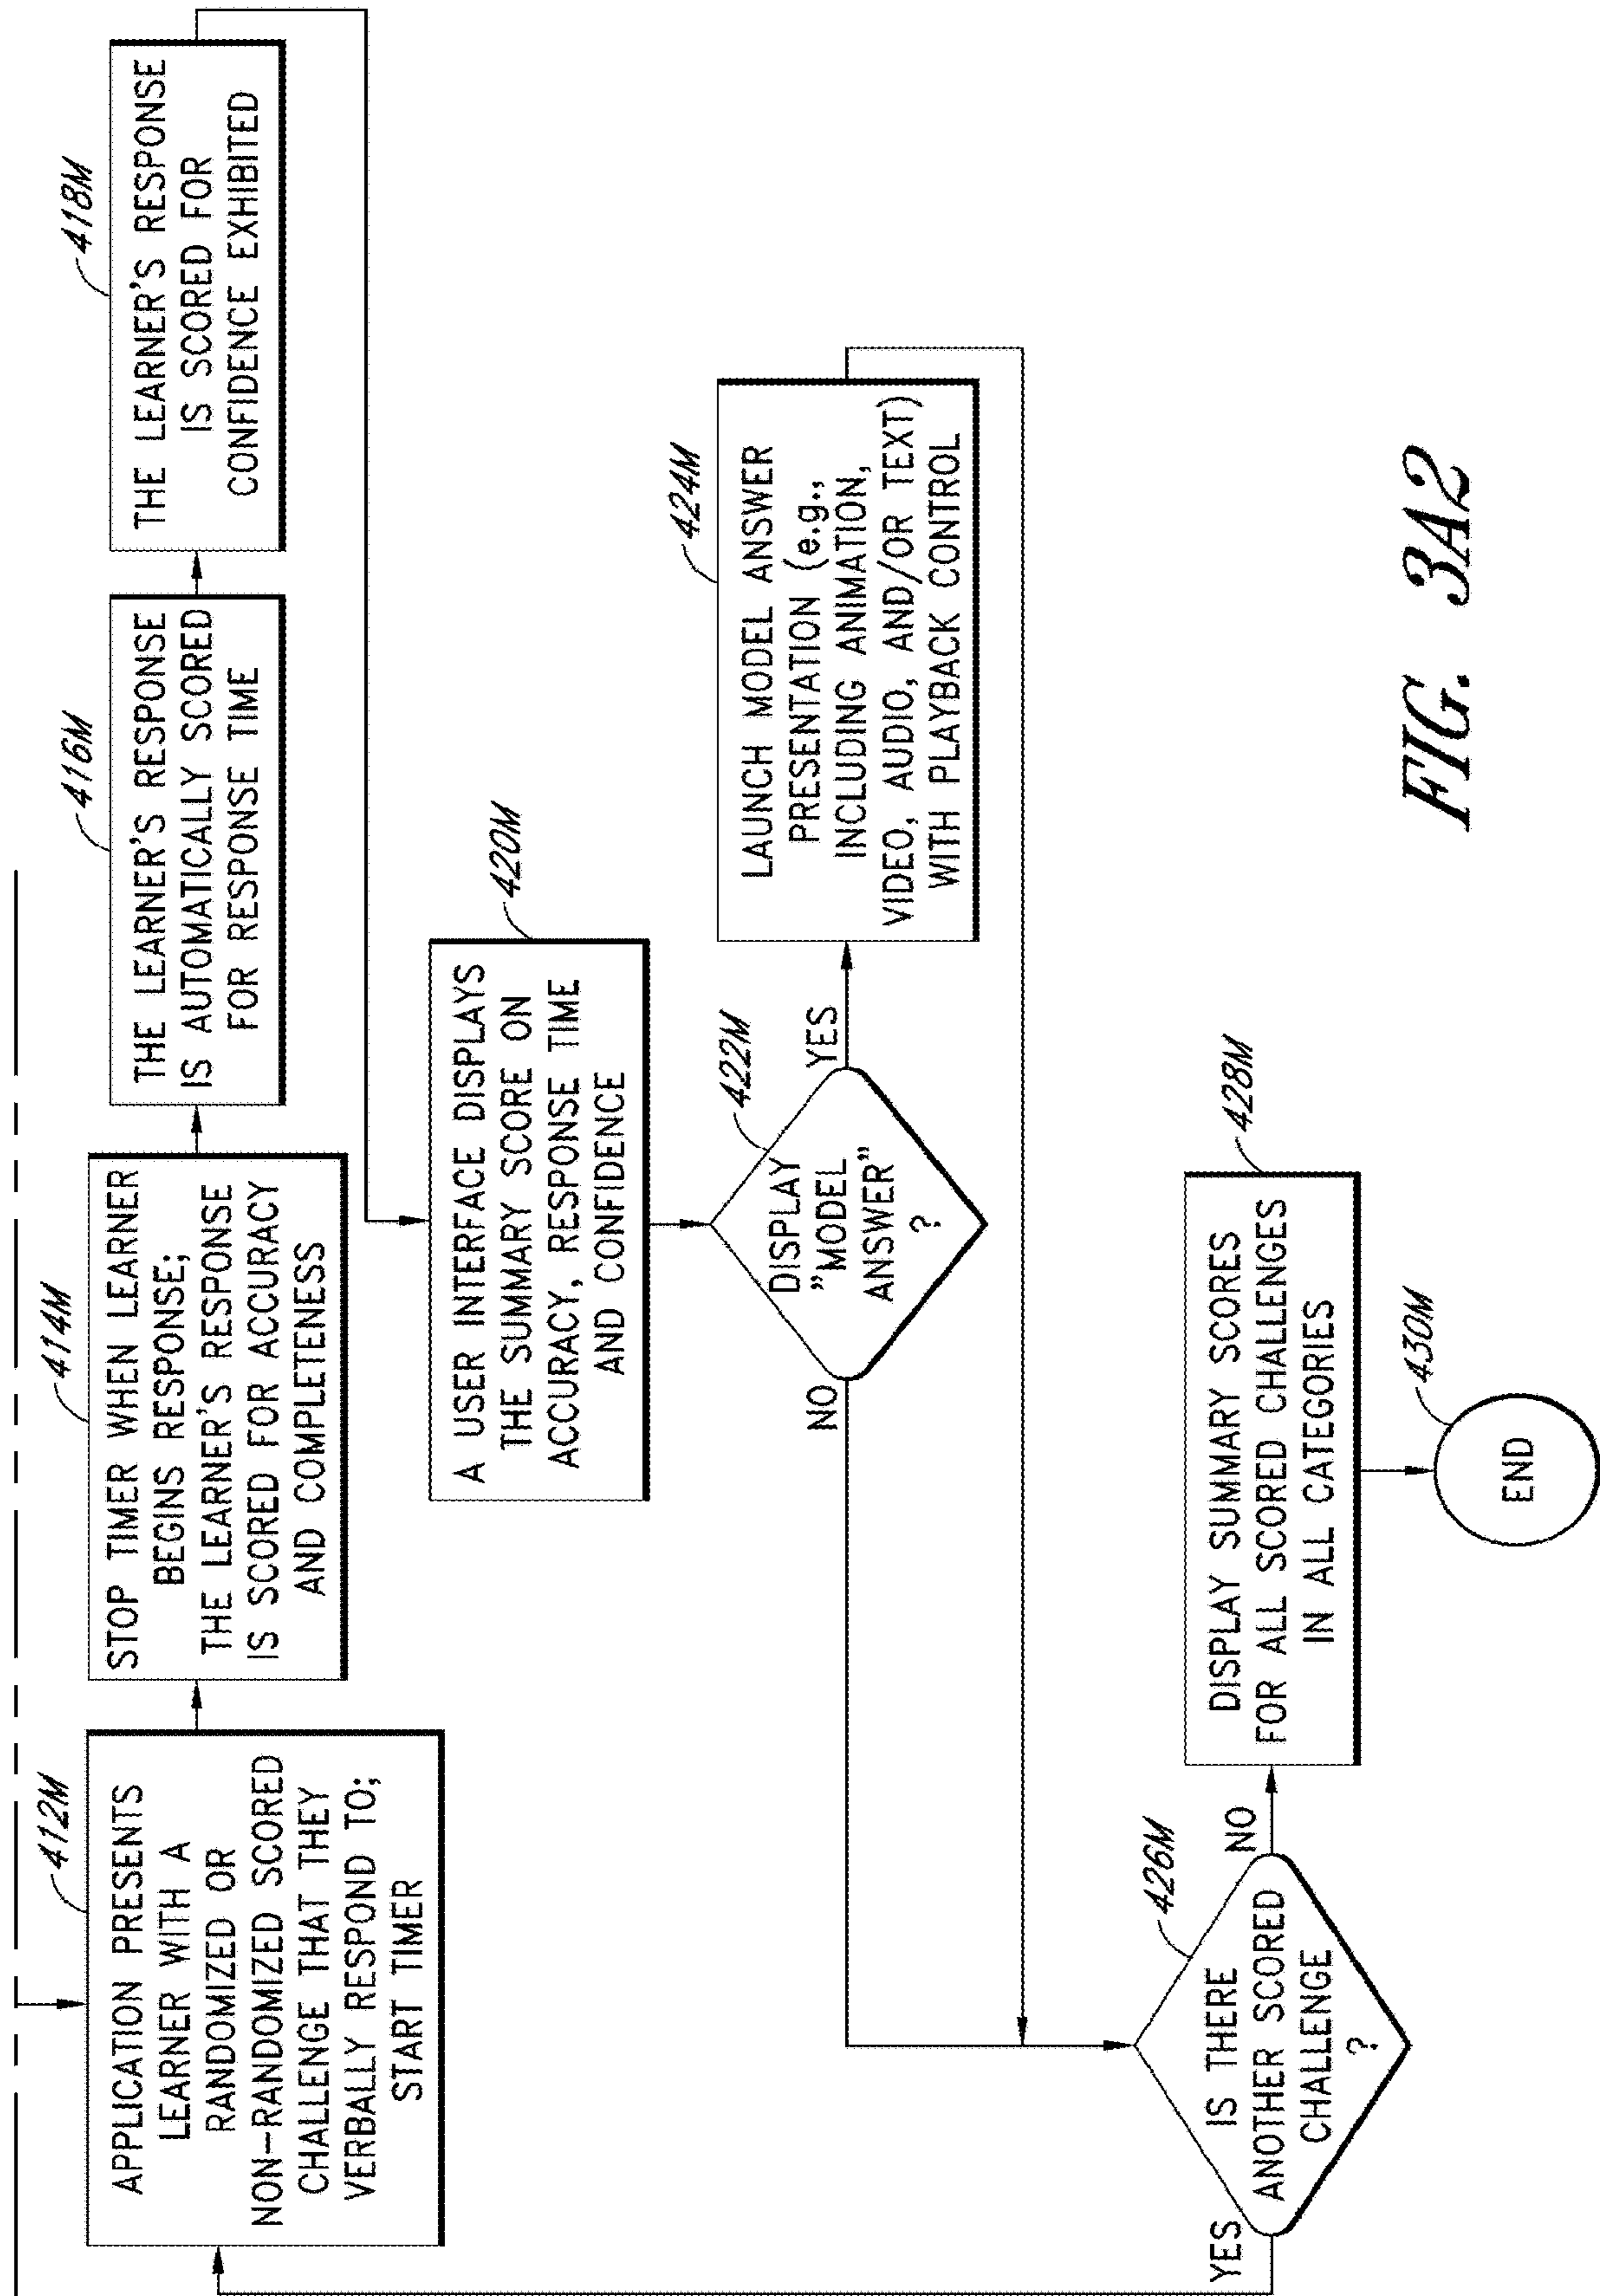 412M
APPLICATION PRESENTS
LEARNER WITH A
RANDOMIZED OR
NON-RANDOMIZED SCORED
CHALLENGE THAT THEY
VERBALLY RESPOND TO;
START TIMER
414M
STOP TIMER WHEN LEARNER
BEGINS RESPONSE;
THE LEARNER'S RESPONSE
IS SCORED FOR ACCURACY
AND COMPLETENESS
416M
THE LEARNER'S RESPONSE
IS AUTOMATICALLY SCORED
FOR RESPONSE TIME
418M
THE LEARNER'S RESPONSE
IS SCORED FOR
CONFIDENCE EXHIBITED
420M
A USER INTERFACE DISPLAYS
THE SUMMARY SCORE ON
ACCURACY, RESPONSE TIME
AND CONFIDENCE
422M
DISPLAY
"MODEL
ANSWER"
?
NO
YES
424M
LAUNCH MODEL ANSWER
PRESENTATION (e.g.,
INCLUDING ANIMATION,
VIDEO, AUDIO, AND/OR TEXT)
WITH PLAYBACK CONTROL
426M
IS THERE
ANOTHER SCORED
CHALLENGE
?
YES
NO
428M
DISPLAY SUMMARY SCORES
FOR ALL SCORED CHALLENGES
IN ALL CATEGORIES
430M
END
FIG. 3A2